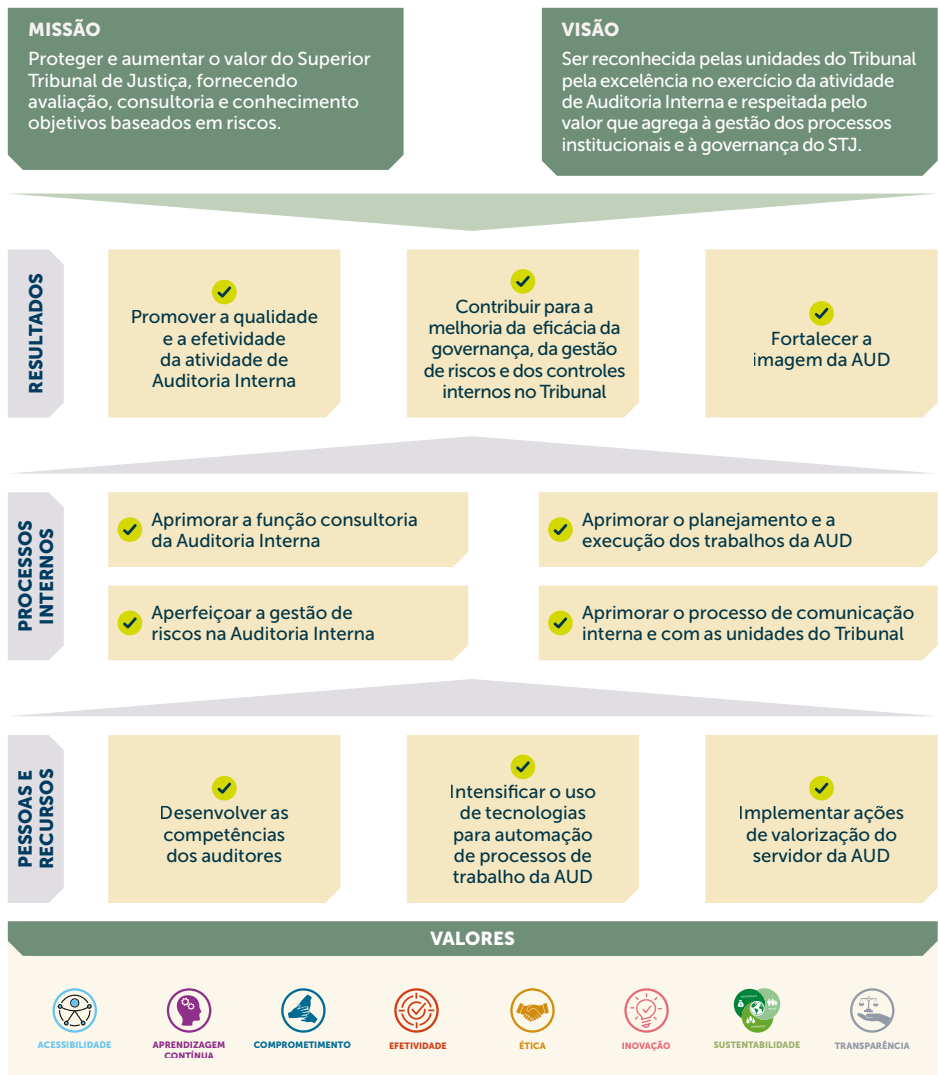 MISSÃO
Proteger e aumentar o valor do Superior
Tribunal de Justiça, fornecendo
avaliação, consultoria e conhecimento
objetivos baseados em riscos.
VISÃO
Ser reconhecida pelas unidades do Tribunal
pela excelência no exercício da atividade
de Auditoria Interna e respeitada pelo
valor que agrega à gestão dos processos
institucionais e à governança do STJ.
RESULTADOS
Promover a qualidade
e a efetividade
da atividade de
Auditoria Interna
Contribuir para a
melhoria da eficácia da
governança, da gestão
de riscos e dos controles
internos no Tribunal
Fortalecer a
imagem da AUD
PROCESSOS
INTERNOS
Aprimorar a função consultoria
da Auditoria Interna
Aprimorar o planejamento e a
execução dos trabalhos da AUD
Aperfeiçoar a gestão de
riscos na Auditoria Interna
Aprimorar o processo de comunicação
interna e com as unidades do Tribunal
PESSOAS E
RECURSOS
Desenvolver as
competências
dos auditores
Intensificar o uso
de tecnologias
para automação
de processos de
trabalho da AUD
Implementar ações
de valorização do
servidor da AUD
VALORES
ACESSIBILIDADE
APRENDIZAGEM
CONTÍNUA
COMPROMETIMENTO
EFETIVIDADE
ÉTICA
INOVAÇÃO
SUSTENTABILIDADE
TRANSPARÊNCIA